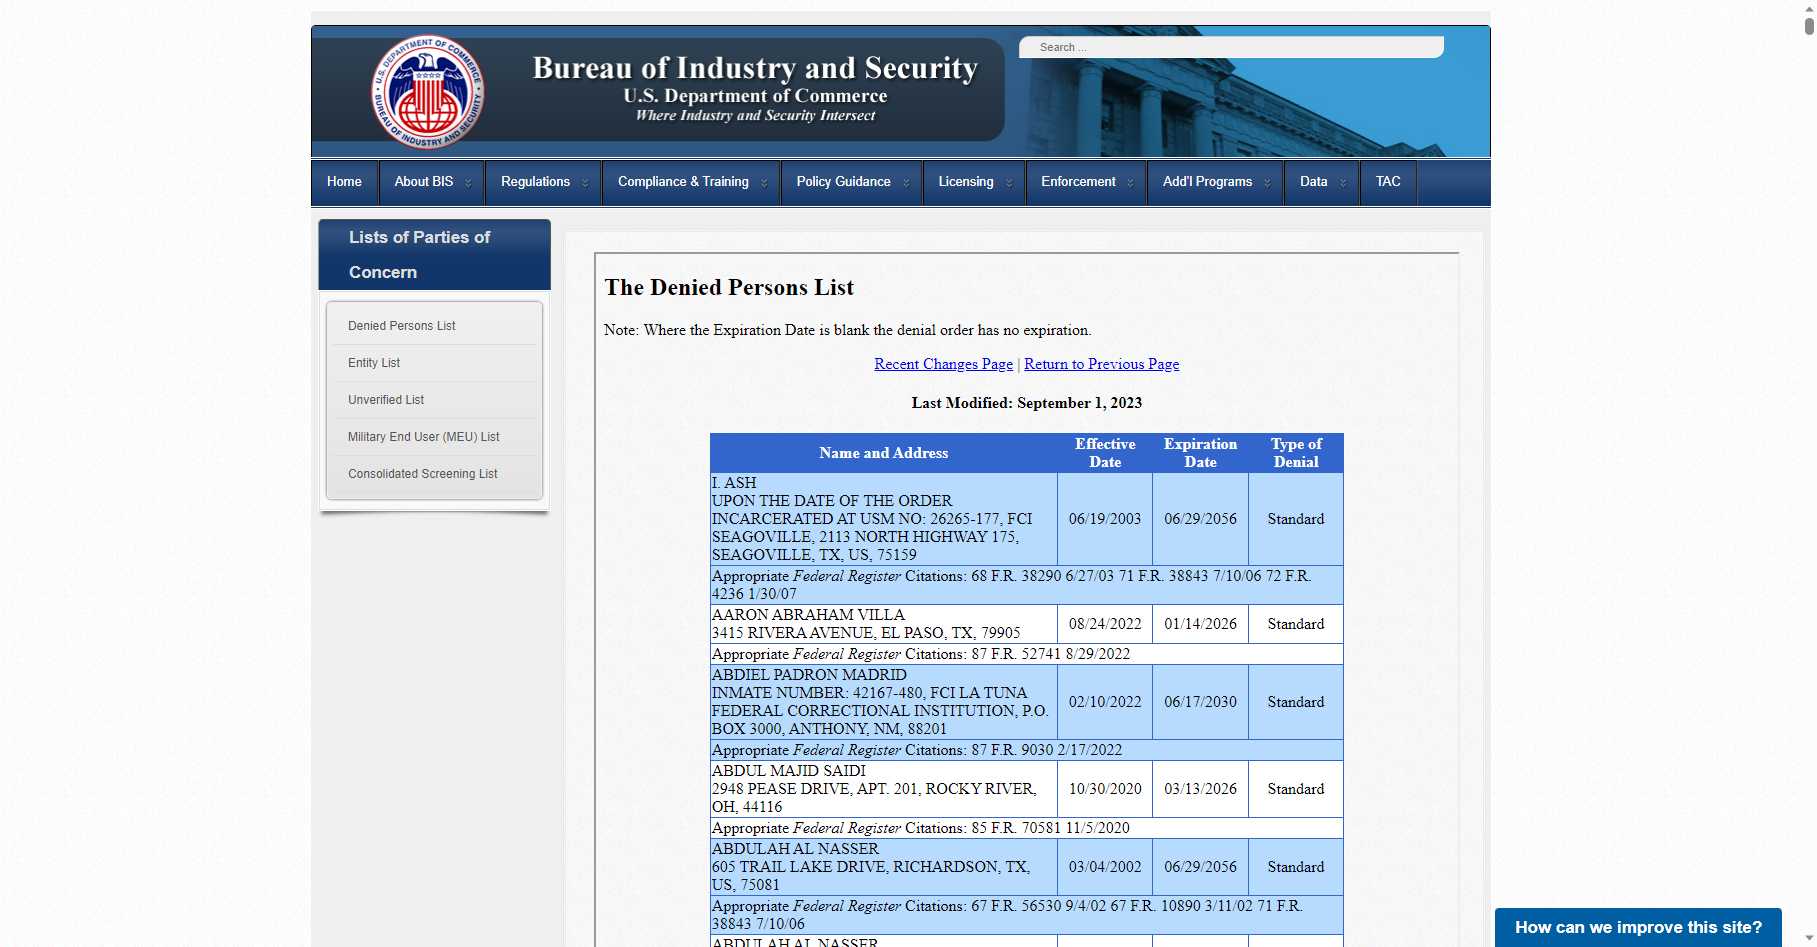 U.S. DEPARTMENT OF COMMERCE
BUREAU OF INDUSTRY AND SECURITY
Bureau of Industry and Security
U.S. Department of Commerce
Where Industry and Security Intersect
Search ...
Home
About BIS
Regulations
Compliance & Training
Policy Guidance
Licensing
Enforcement
Add'l Programs
Data
TAC
Lists of Parties of
Concern
Denied Persons List
Entity List
Unverified List
Military End User (MEU) List
Consolidated Screening List
The Denied Persons List
Note: Where the Expiration Date is blank the denial order has no expiration.
Recent Changes Page | Return to Previous Page
Last Modified: September 1, 2023
Name and Address
Effective
Date
Expiration
Date
Type of
Denial
I. ASH
UPON THE DATE OF THE ORDER
INCARCERATED AT USM NO: 26265-177, FCI
SEAGOVILLE, 2113 NORTH HIGHWAY 175,
SEAGOVILLE, TX, US, 75159
06/19/2003
06/29/2056
Standard
Appropriate Federal Register Citations: 68 F.R. 38290 6/27/03 71 F.R. 38843 7/10/06 72 F.R.
4236 1/30/07
AARON ABRAHAM VILLA
3415 RIVERA AVENUE, EL PASO, TX, 79905
08/24/2022
01/14/2026
Standard
Appropriate Federal Register Citations: 87 F.R. 52741 8/29/2022
ABDIEL PADRON MADRID
INMATE NUMBER: 42167-480, FCI LA TUNA
FEDERAL CORRECTIONAL INSTITUTION, P.O.
BOX 3000, ANTHONY, NM, 88201
02/10/2022
06/17/2030
Standard
Appropriate Federal Register Citations: 87 F.R. 9030 2/17/2022
ABDUL MAJID SAIDI
2948 PEASE DRIVE, APT. 201, ROCKY RIVER,
OH, 44116
10/30/2020
03/13/2026
Standard
Appropriate Federal Register Citations: 85 F.R. 70581 11/5/2020
ABDULAH AL NASSER
605 TRAIL LAKE DRIVE, RICHARDSON, TX,
US, 75081
03/04/2002
06/29/2056
Standard
Appropriate Federal Register Citations: 67 F.R. 56530 9/4/02 67 F.R. 10890 3/11/02 71 F.R.
38843 7/10/06
ABDULAH AL NASSER
How can we improve this site?